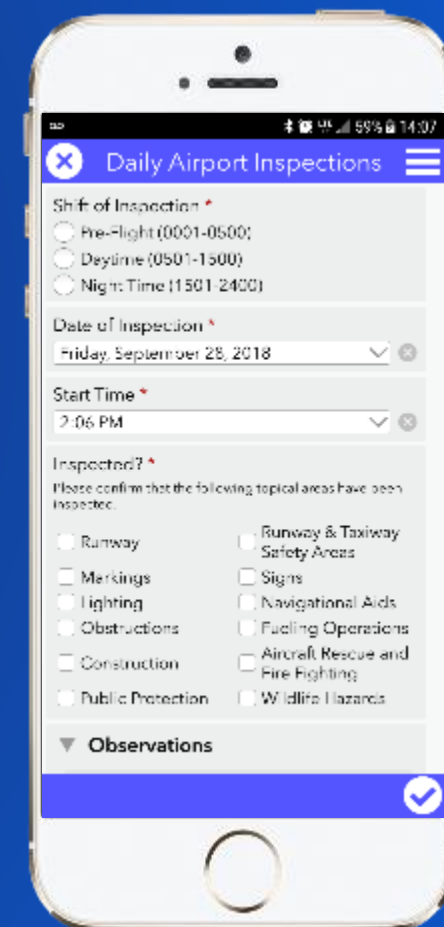 59% 14:07
Daily Airport Inspections
Shift of Inspection *
Pre-Flight (0001-0500)
Daytime (0501-1500)
Night Time (1501-2400)
Date of Inspection *
Friday, September 28, 2018
Start Time *
2:06 PM
Inspected? *
Please confirm that the following topical areas have been
inspected.
Runway
Runway & Taxiway
Safety Areas
Markings
Signs
Lighting
Navigational Aids
Obstructions
Fueling Operations
Construction
Aircraft Rescue and
Fire Fighting
Public Protection
Wildlife Hazards
Observations